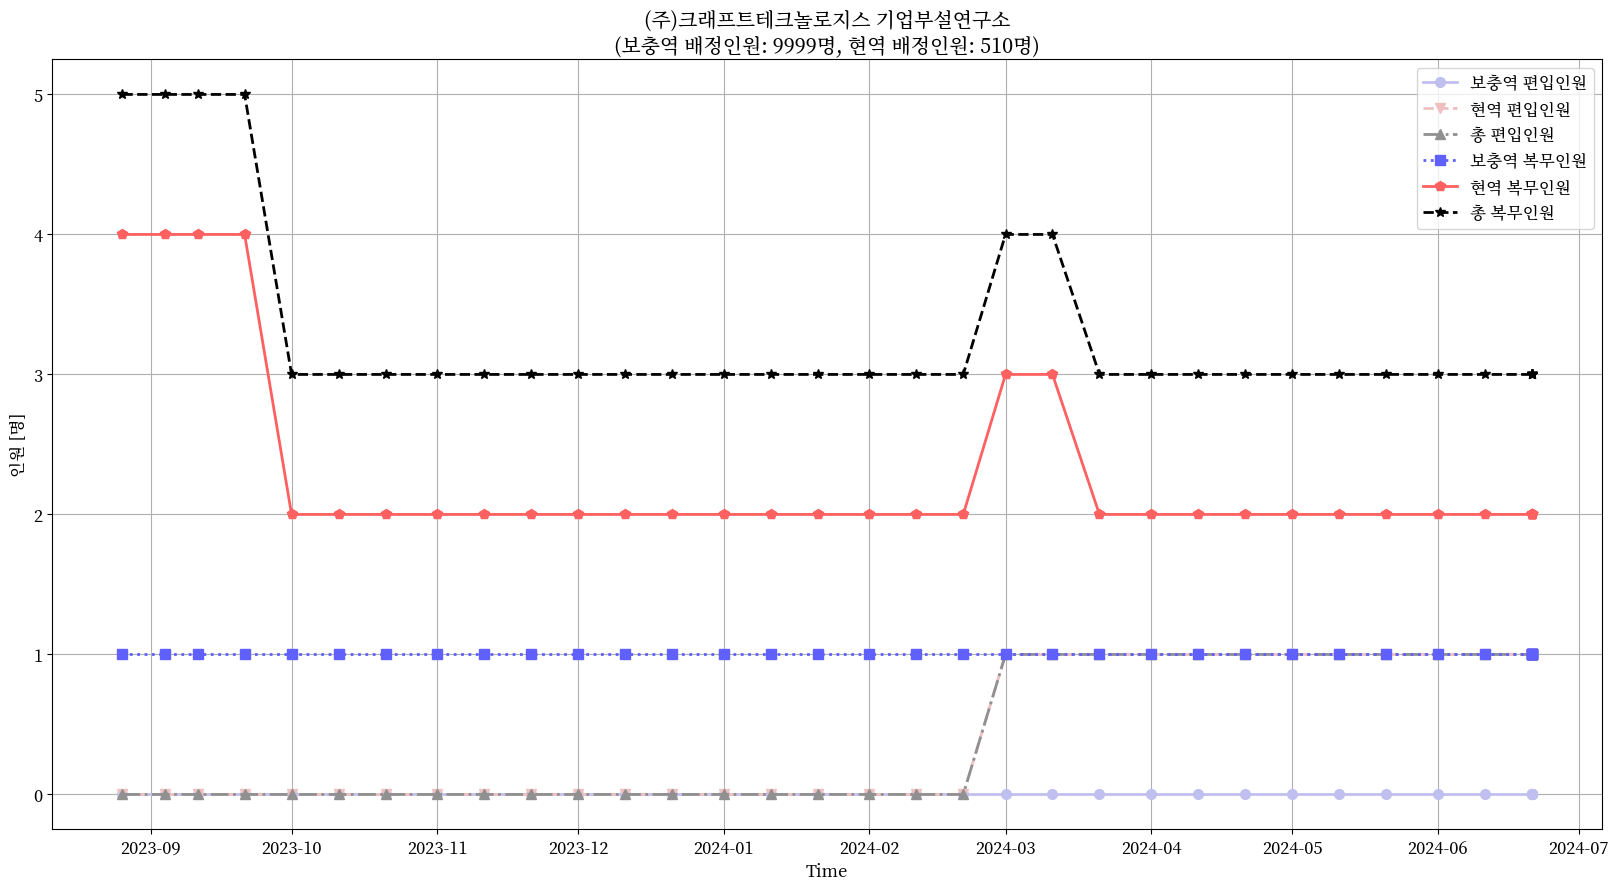 (주)크래프트테크놀로지스 기업부설연구소
(보충역 배정인원: 9999명, 현역 배정인원: 510명)
보충역 편입인원
현역 편입인원
총 편입인원
보충역 복무인원
현역 복무인원
총 복무인원
인원 [명]
5
4
3
2
1
0
2023-09
2023-10
2023-11
2023-12
2024-01
2024-02
2024-03
2024-04
2024-05
2024-06
2024-07
Time